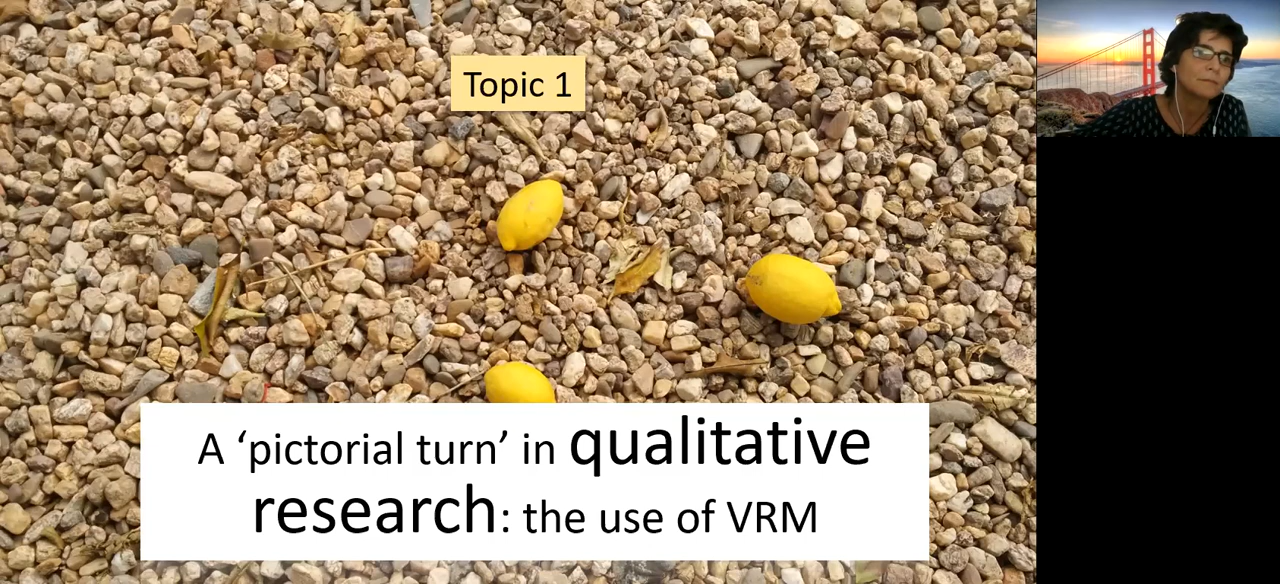 Topic 1
A ‘pictorial turn’ in qualitative
research: the use of VRM